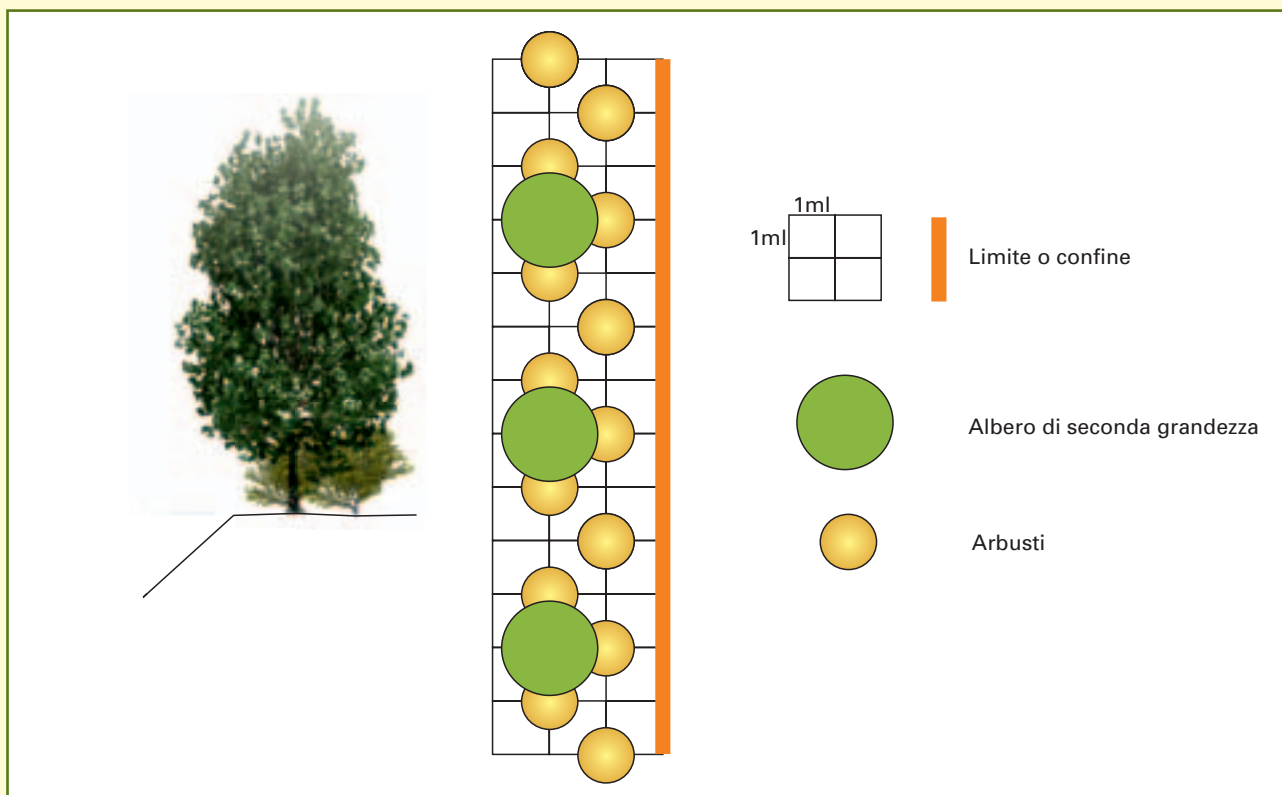 1ml
1ml
Limite o confine
Albero di seconda grandezza
Arbusti